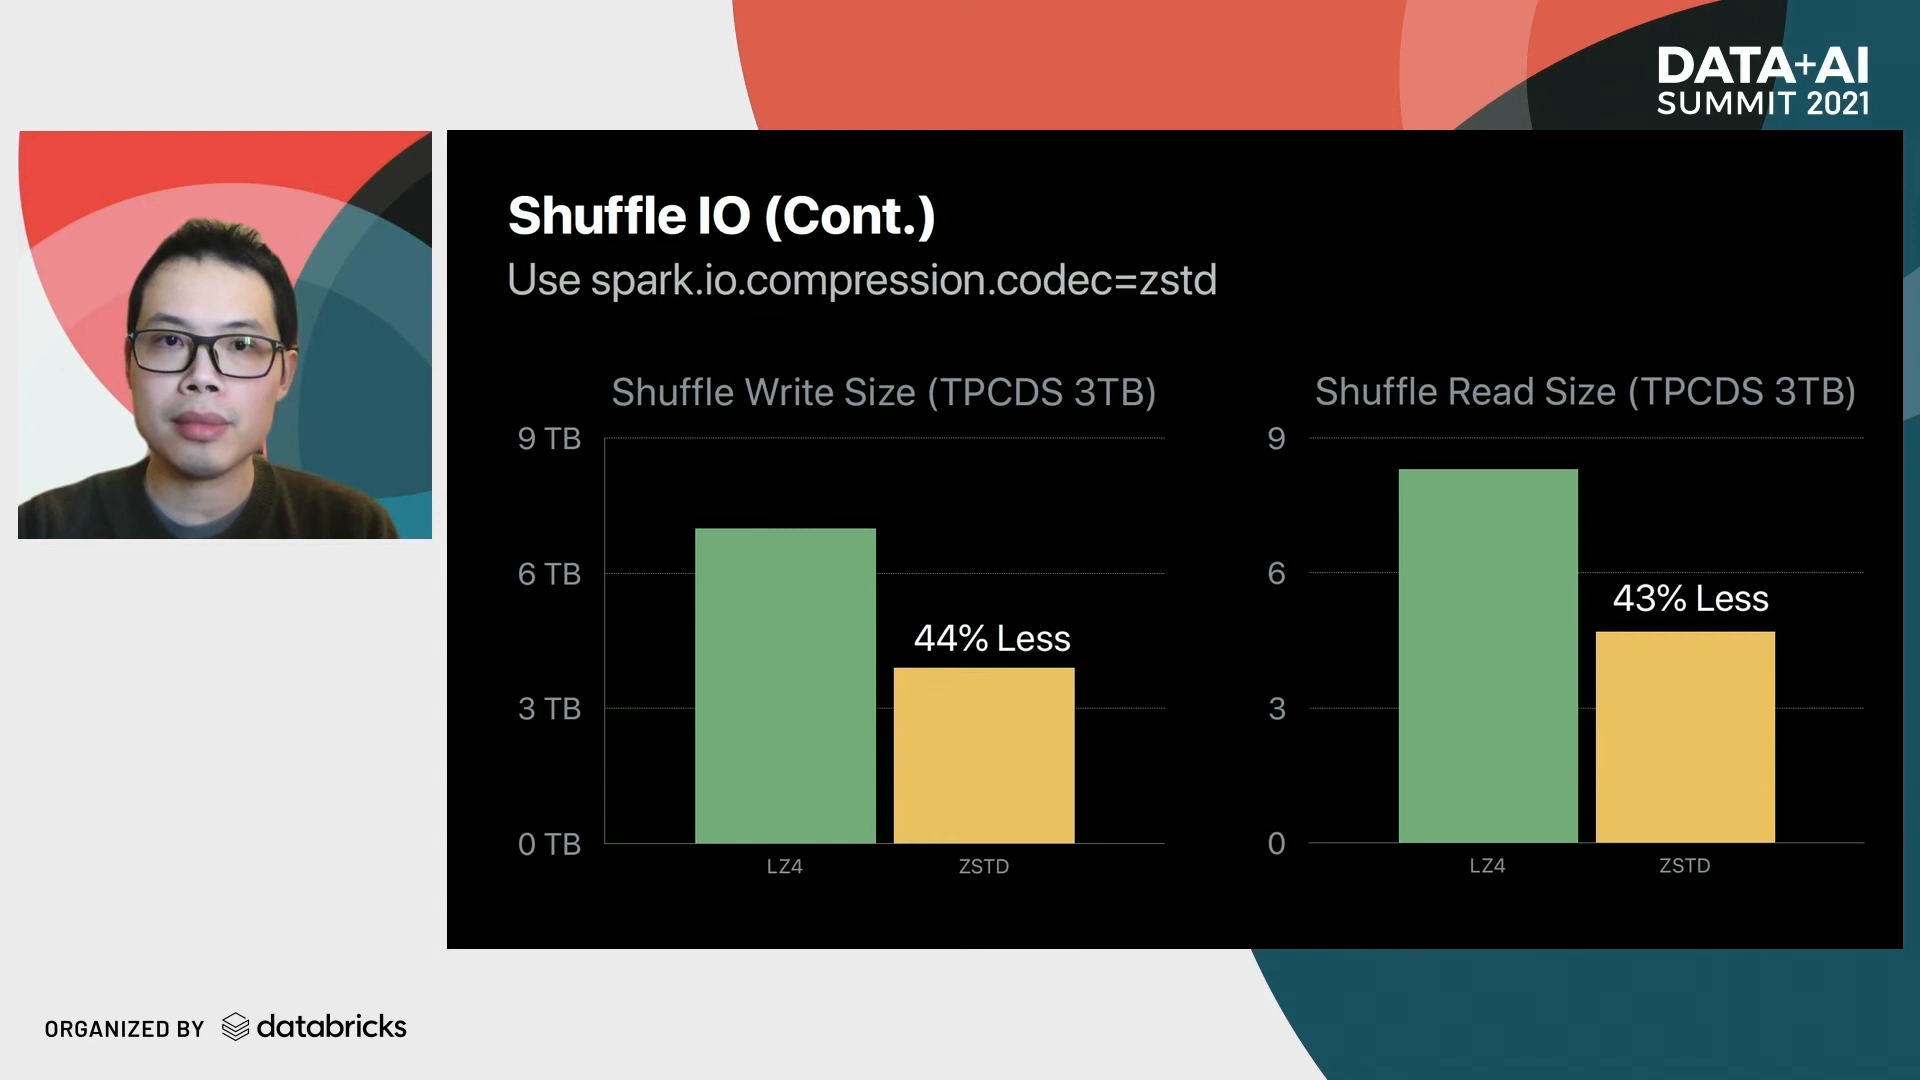 DATA+AI
SUMMIT 2021
Shuffle IO (Cont.)
Use spark.io.compression.codec=zstd
Shuffle Write Size (TPCDS 3TB)
9 TB
6 TB
3 TB
0 TB
44% Less
LZ4
ZSTD
Shuffle Read Size (TPCDS 3TB)
9
6
3
0
43% Less
LZ4
ZSTD
ORGANIZED BY databricks